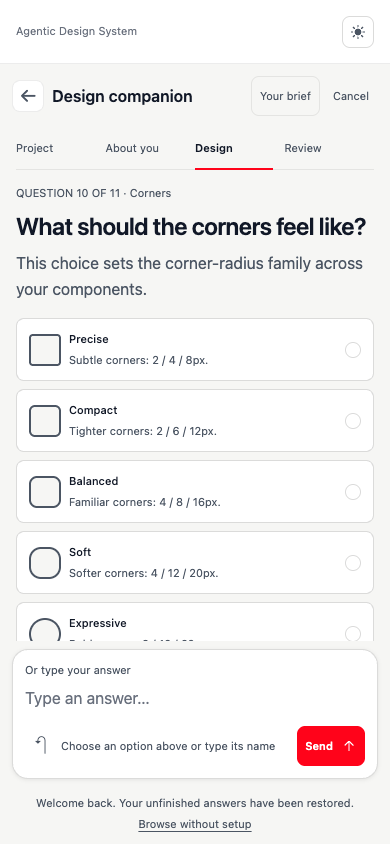 Agentic Design System
Design companion
Your brief
Cancel
Project
About you
Design
Review
QUESTION 10 OF 11 · Corners
What should the corners feel like?
This choice sets the corner-radius family across
your components.
Precise
Subtle corners: 2 / 4 / 8px.
Compact
Tighter corners: 2 / 6 / 12px.
Balanced
Familiar corners: 4 / 8 / 16px.
Soft
Softer corners: 4 / 12 / 20px.
Expressive
Or type your answer
Type an answer...
Choose an option above or type its name
Send
Welcome back. Your unfinished answers have been restored.
Browse without setup